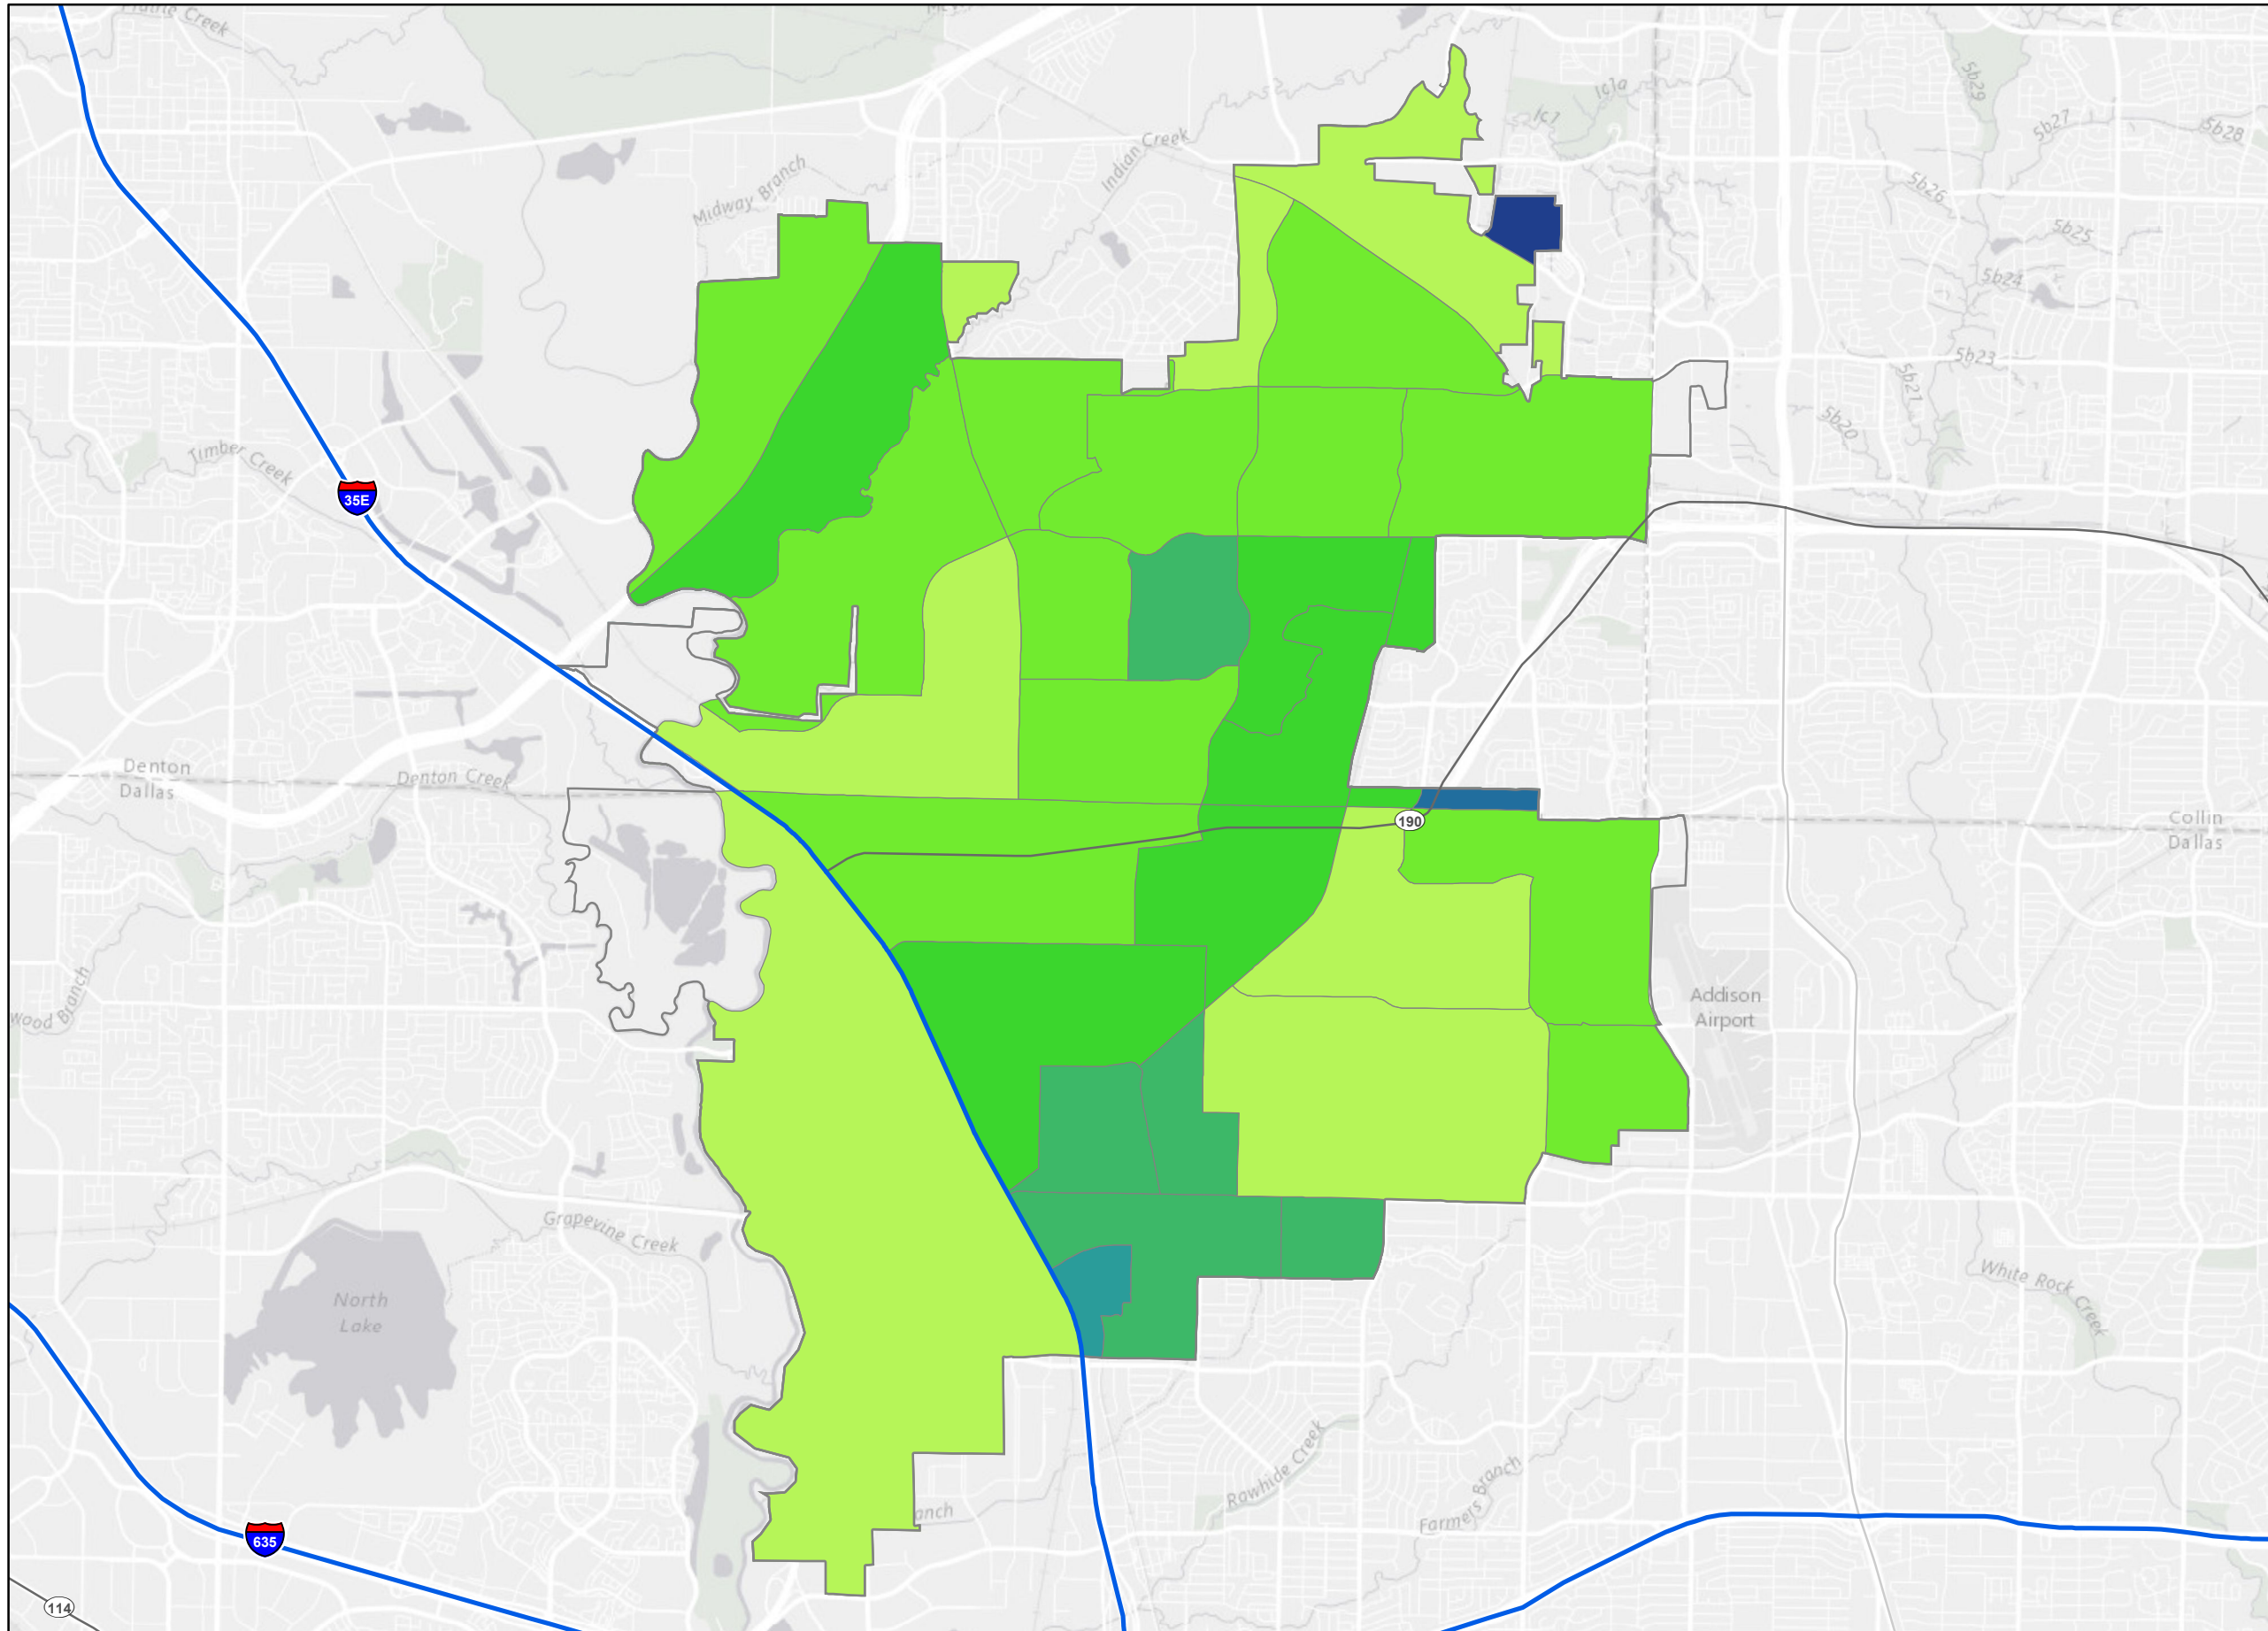 Prairie Creek
5b29
Ic1a
Ic1
5b27
5b28
Indian Creek
Midway Branch
5b26
5b25
5b24
5b23
5b21
5b20
Timber Creek
35E
Denton
Dallas
Denton Creek
190
Collin
Dallas
wood Branch
Addison
Airport
Grapevine Creek
White Rock Creek
North
Lake
Rawhide Creek
Farmers Branch
anch
635
114